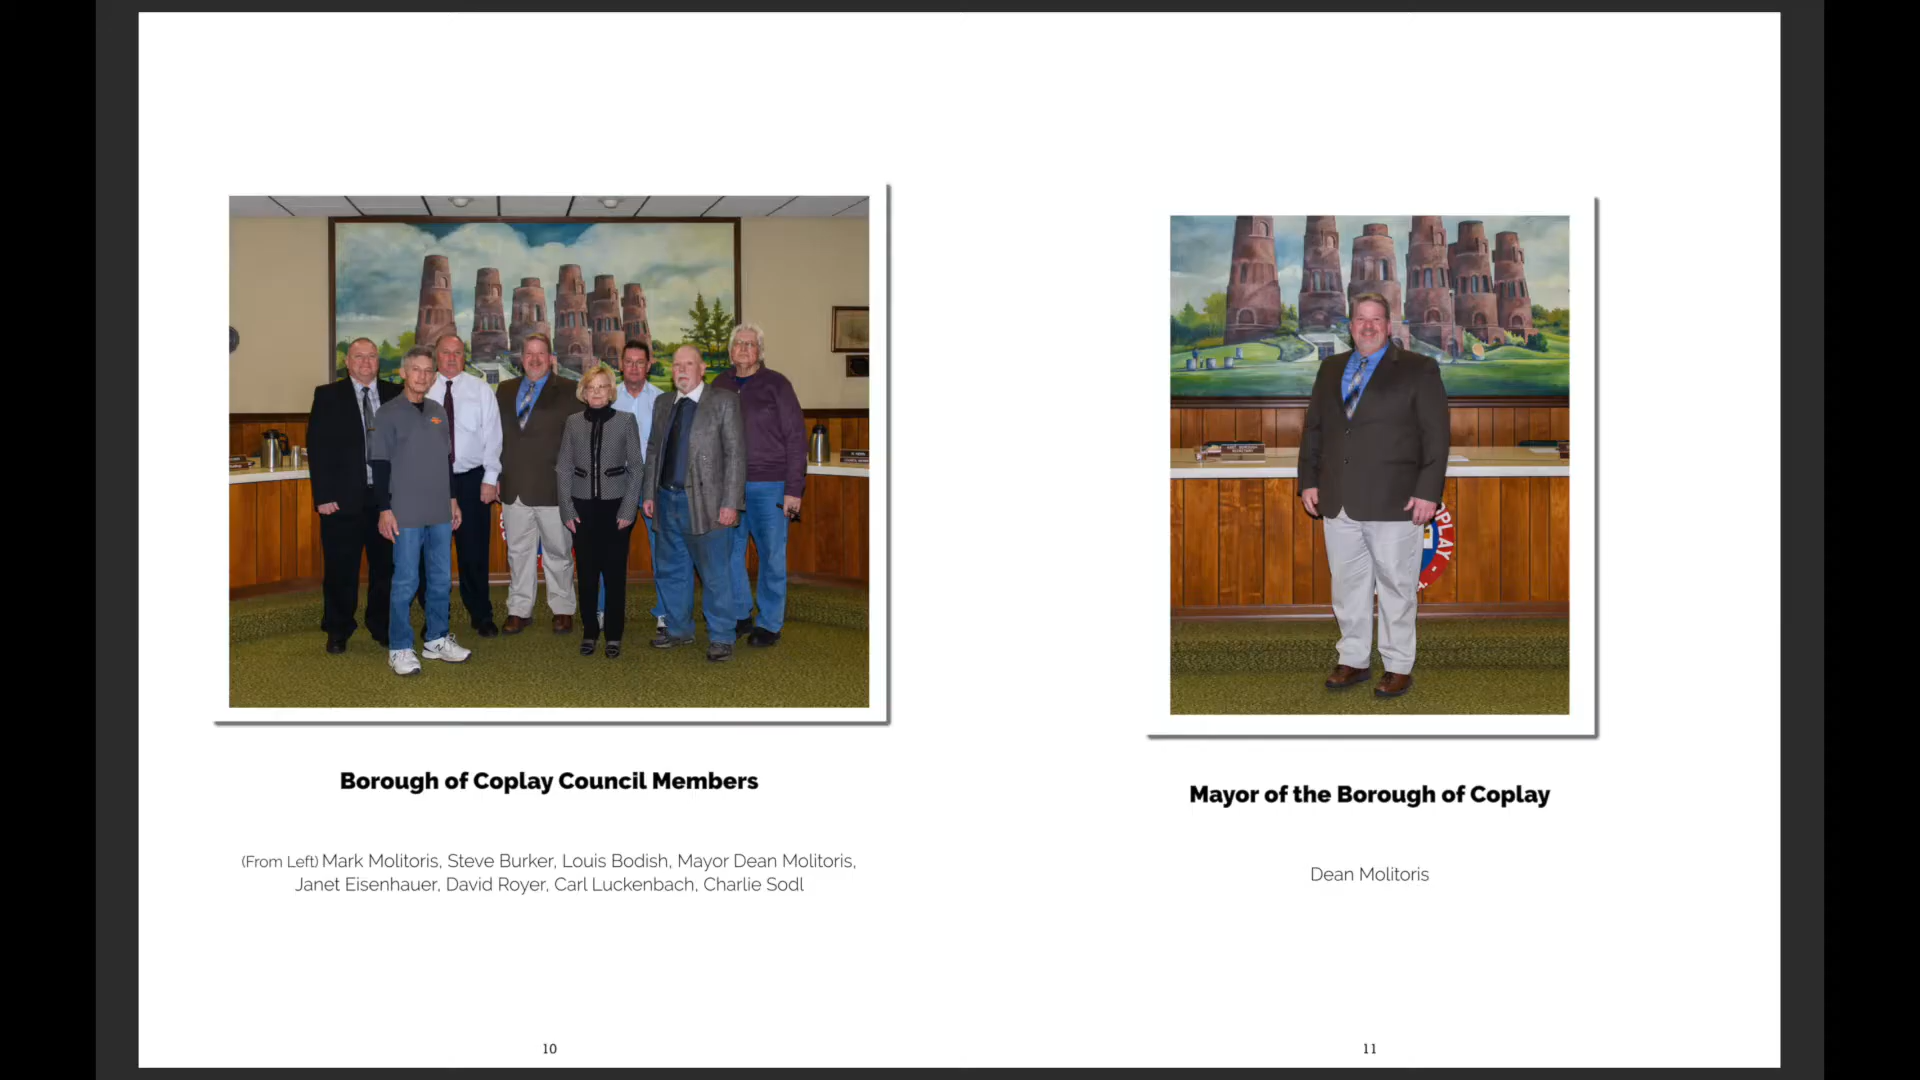 Borough of Coplay Council Members
(From Left) Mark Molitoris, Steve Burker, Louis Bodish, Mayor Dean Molitoris,
Janet Eisenhauer, David Royer, Carl Luckenbach, Charlie Sodl
10
OPLAY -
Mayor of the Borough of Coplay
Dean Molitoris
11